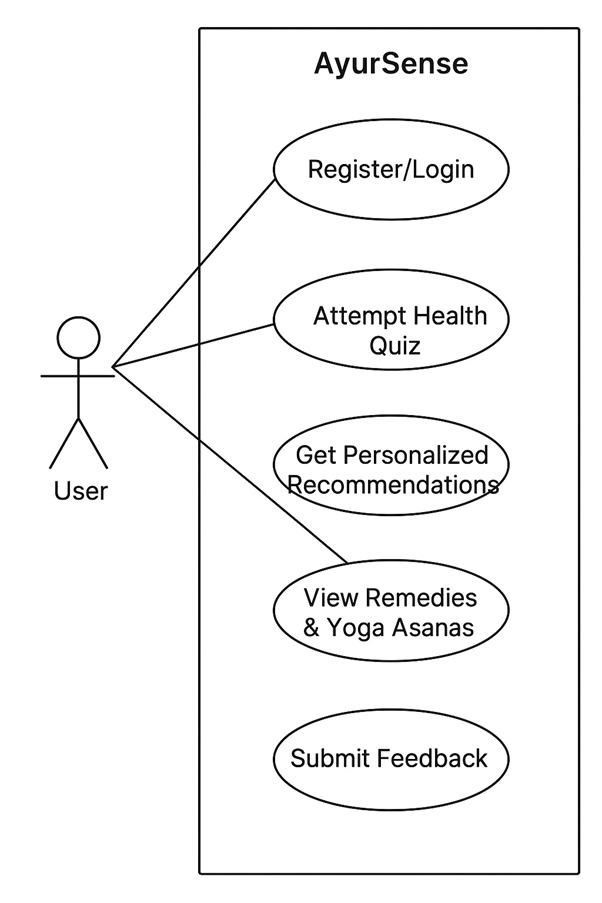 AyurSense
Register/Login
Attempt Health
Quiz
Get Personalized
Recommendations
User
View Remedies
& Yoga Asanas
Submit Feedback